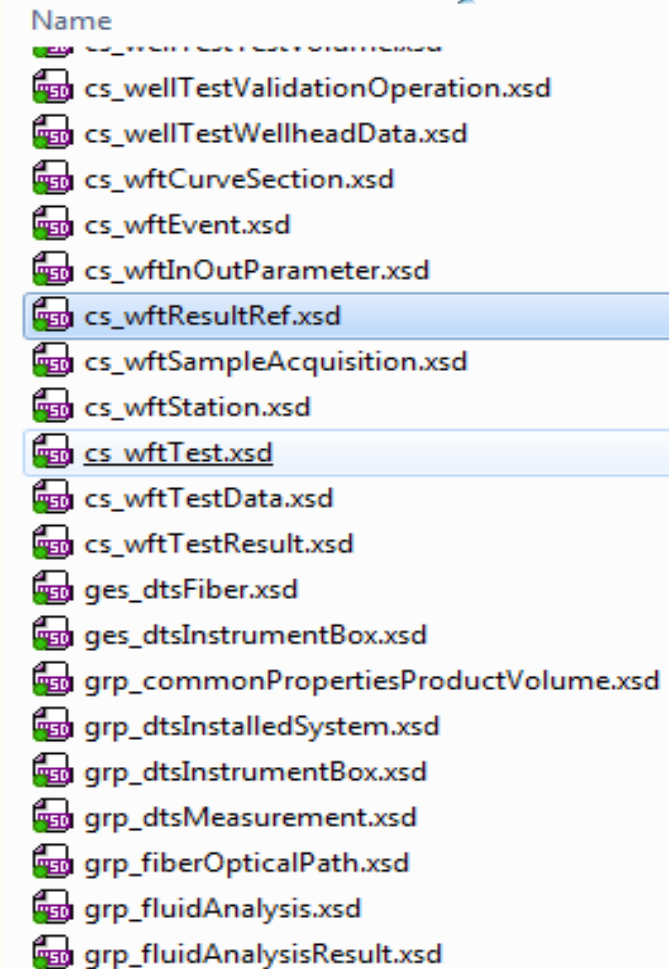 Name
cs_wellTestTestVolume.xsd
cs_wellTestValidationOperation.xsd
cs_wellTestWellheadData.xsd
cs_wftCurveSection.xsd
cs_wftEvent.xsd
cs_wftInOutParameter.xsd
cs_wftResultRef.xsd
cs_wftSampleAcquisition.xsd
cs_wftStation.xsd
cs_wftTest.xsd
cs_wftTestData.xsd
cs_wftTestResult.xsd
ges_dtsFiber.xsd
ges_dtsInstrumentBox.xsd
grp_commonPropertiesProductVolume.xsd
grp_dtsInstalledSystem.xsd
grp_dtsInstrumentBox.xsd
grp_dtsMeasurement.xsd
grp_fiberOpticalPath.xsd
grp_fluidAnalysis.xsd
grp_fluidAnalysisResult.xsd